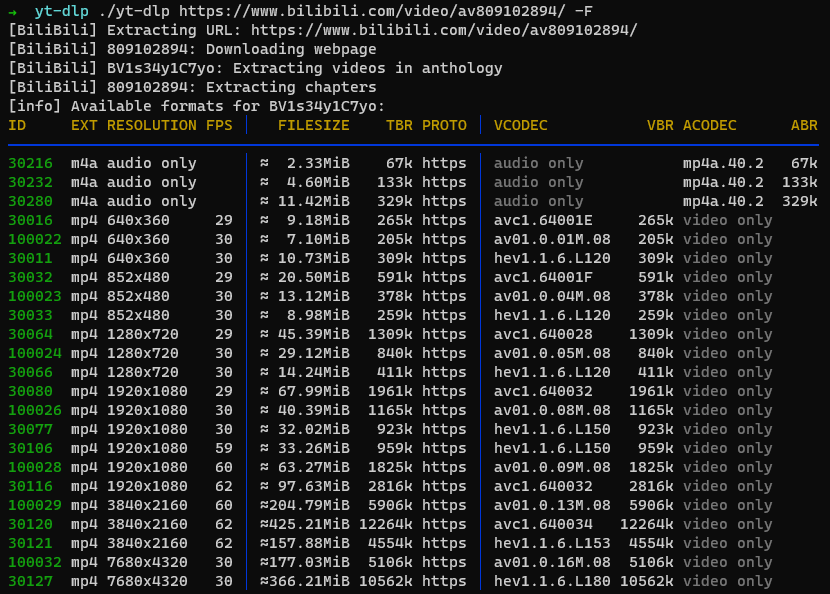 →  yt-dlp ./yt-dlp https://www.bilibili.com/video/av809102894/ -F
[BiliBili] Extracting URL: https://www.bilibili.com/video/av809102894/
[BiliBili] 809102894: Downloading webpage
[BiliBili] BV1s34y1C7yo: Extracting videos in anthology
[BiliBili] 809102894: Extracting chapters
[info] Available formats for BV1s34y1C7yo:
ID     EXT RESOLUTION FPS │   FILESIZE    TBR PROTO │ VCODEC           VBR ACODEC      ABR
30216  m4a audio only     │ ≈  2.33MiB    67k https │ audio only           mp4a.40.2   67k
30232  m4a audio only     │ ≈  4.60MiB   133k https │ audio only           mp4a.40.2  133k
30280  m4a audio only     │ ≈ 11.42MiB   329k https │ audio only           mp4a.40.2  329k
30016  mp4 640x360     29 │ ≈  9.18MiB   265k https │ avc1.64001E     265k video only
100022 mp4 640x360     30 │ ≈  7.10MiB   205k https │ av01.0.01M.08   205k video only
30011  mp4 640x360     30 │ ≈ 10.73MiB   309k https │ hev1.1.6.L120   309k video only
30032  mp4 852x480     29 │ ≈ 20.50MiB   591k https │ avc1.64001F     591k video only
100023 mp4 852x480     30 │ ≈ 13.12MiB   378k https │ av01.0.04M.08   378k video only
30033  mp4 852x480     30 │ ≈  8.98MiB   259k https │ hev1.1.6.L120   259k video only
30064  mp4 1280x720    29 │ ≈ 45.39MiB  1309k https │ avc1.640028    1309k video only
100024 mp4 1280x720    30 │ ≈ 29.12MiB   840k https │ av01.0.05M.08   840k video only
30066  mp4 1280x720    30 │ ≈ 14.24MiB   411k https │ hev1.1.6.L120   411k video only
30080  mp4 1920x1080   29 │ ≈ 67.99MiB  1961k https │ avc1.640032    1961k video only
100026 mp4 1920x1080   30 │ ≈ 40.39MiB  1165k https │ av01.0.08M.08  1165k video only
30077  mp4 1920x1080   30 │ ≈ 32.02MiB   923k https │ hev1.1.6.L150   923k video only
30106  mp4 1920x1080   59 │ ≈ 33.26MiB   959k https │ hev1.1.6.L150   959k video only
100028 mp4 1920x1080   60 │ ≈ 63.27MiB  1825k https │ av01.0.09M.08  1825k video only
30116  mp4 1920x1080   62 │ ≈ 97.63MiB  2816k https │ avc1.640032    2816k video only
100029 mp4 3840x2160   60 │ ≈204.79MiB  5906k https │ av01.0.13M.08  5906k video only
30120  mp4 3840x2160   62 │ ≈425.21MiB 12264k https │ avc1.640034   12264k video only
30121  mp4 3840x2160   62 │ ≈157.88MiB  4554k https │ hev1.1.6.L153  4554k video only
100032 mp4 7680x4320   30 │ ≈177.03MiB  5106k https │ av01.0.16M.08  5106k video only
30127  mp4 7680x4320   30 │ ≈366.21MiB 10562k https │ hev1.1.6.L180 10562k video only